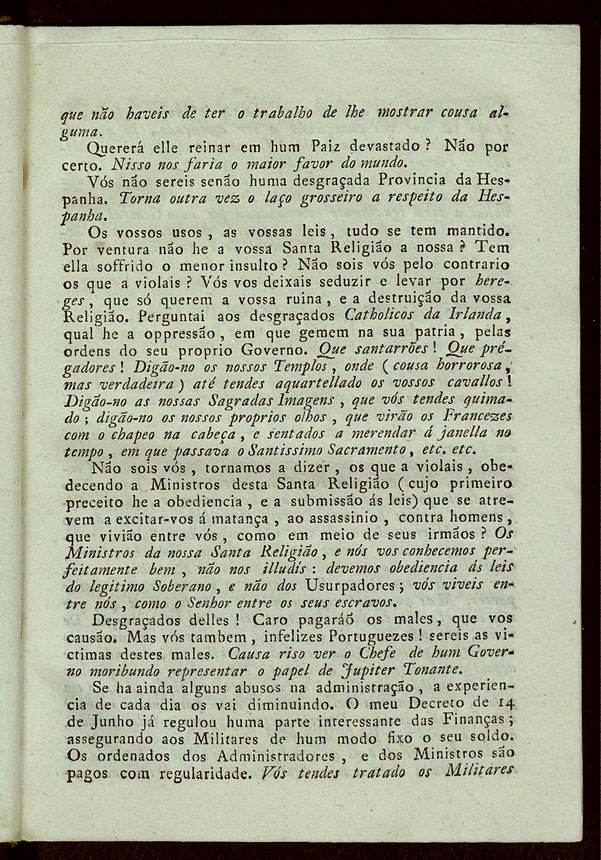 que não haveis de ter o trabalho de lhe mostrar cousa al-
guma.
Quererá elle reinar em hum Paiz devastado? Não por
certo. Nisso nos faria o maior favor do mundo.
Vós não sereis senão huma desgraçada Provincia da Hes-
panha. Torna outra vez o laço grosseiro a respeito da Hes-
panha.
Os vossos usos, as vossas leis, tudo se tem mantido.
Por ventura não he a vossa Santa Religião a nossa? Tem
ella soffrido o menor insulto? Não sois vós pelo contrario
os que a violais? Vós vos deixais seduzir e levar por here-
ges, que só querem a vossa ruina, e a destruição da vossa
Religião. Perguntai aos desgraçados Catholicos da Irlanda,
qual he a oppressão, em que gemem na sua patria, pelas
ordens do seu proprio Governo. Que santarrões! Que pré-
gadores! Digão-no os nossos Templos, onde (cousa horrorosa,
mas verdadeira) até tendes aquartellado os vossos cavallos!
Digão-no as nossas Sagradas Imagens, que vós tendes quima-
do; digão-no os nossos proprios olhos, que virão os Francezes
com o chapeo na cabeça, e sentados a merendar á janella no
tempo, em que passava o Santissimo Sacramento, etc. etc.
Não sois vós, tornamos a dizer, os que a violais, obe-
decendo a Ministros desta Santa Religião (cujo primeiro
preceito he a obediencia, e a submissão ás leis) que se atre-
vem a excitar-vos á matança, ao assassinio, contra homens,
que vivião entre vós, como em meio de seus irmãos? Os
Ministros da nossa Santa Religião, e nós vos conhecemos per-
feitamente bem, não nos illudís: devemos obediencia ás leis
do legitimo Soberano, e não dos Usurpadores; vós viveis en-
tre nós, como o Senhor entre os seus escravos.
Desgraçados delles! Caro pagaráõ os males, que vos
causão. Mas vós tambem, infelizes Portuguezes! sereis as vi-
ctimas destes males. Causa riso ver o Chefe de hum Gover-
no moribundo representar o papel de Jupiter Tonante.
Se ha ainda alguns abusos na administração, a experien-
cia de cada dia os vai diminuindo. O meu Decreto de 14
de Junho já regulou huma parte interessante das Finanças;
assegurando aos Militares de hum modo fixo o seu soldo.
Os ordenados dos Administradores, e dos Ministros são
pagos com regularidade. Vós tendes tratado os Militares